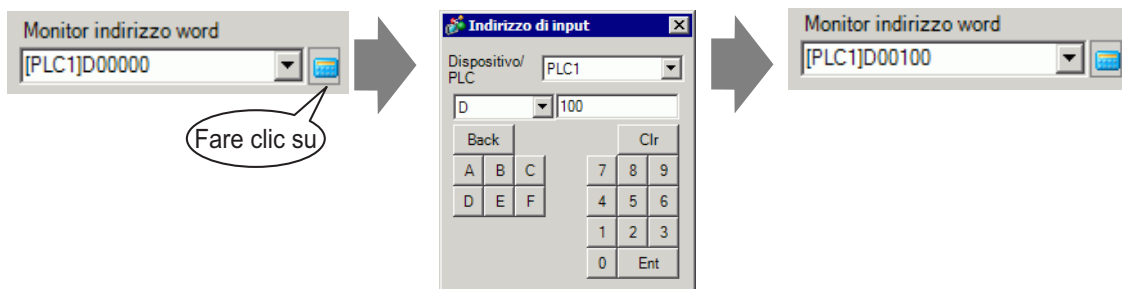 Monitor indirizzo word
[PLC1]D00000
Fare clic su
Indirizzo di input
Dispositivo/
PLC
PLC1
D
100
Back
Clr
A B C 7 8 9
D E F 4 5 6
1 2 3
0 Ent
Monitor indirizzo word
[PLC1]D00100